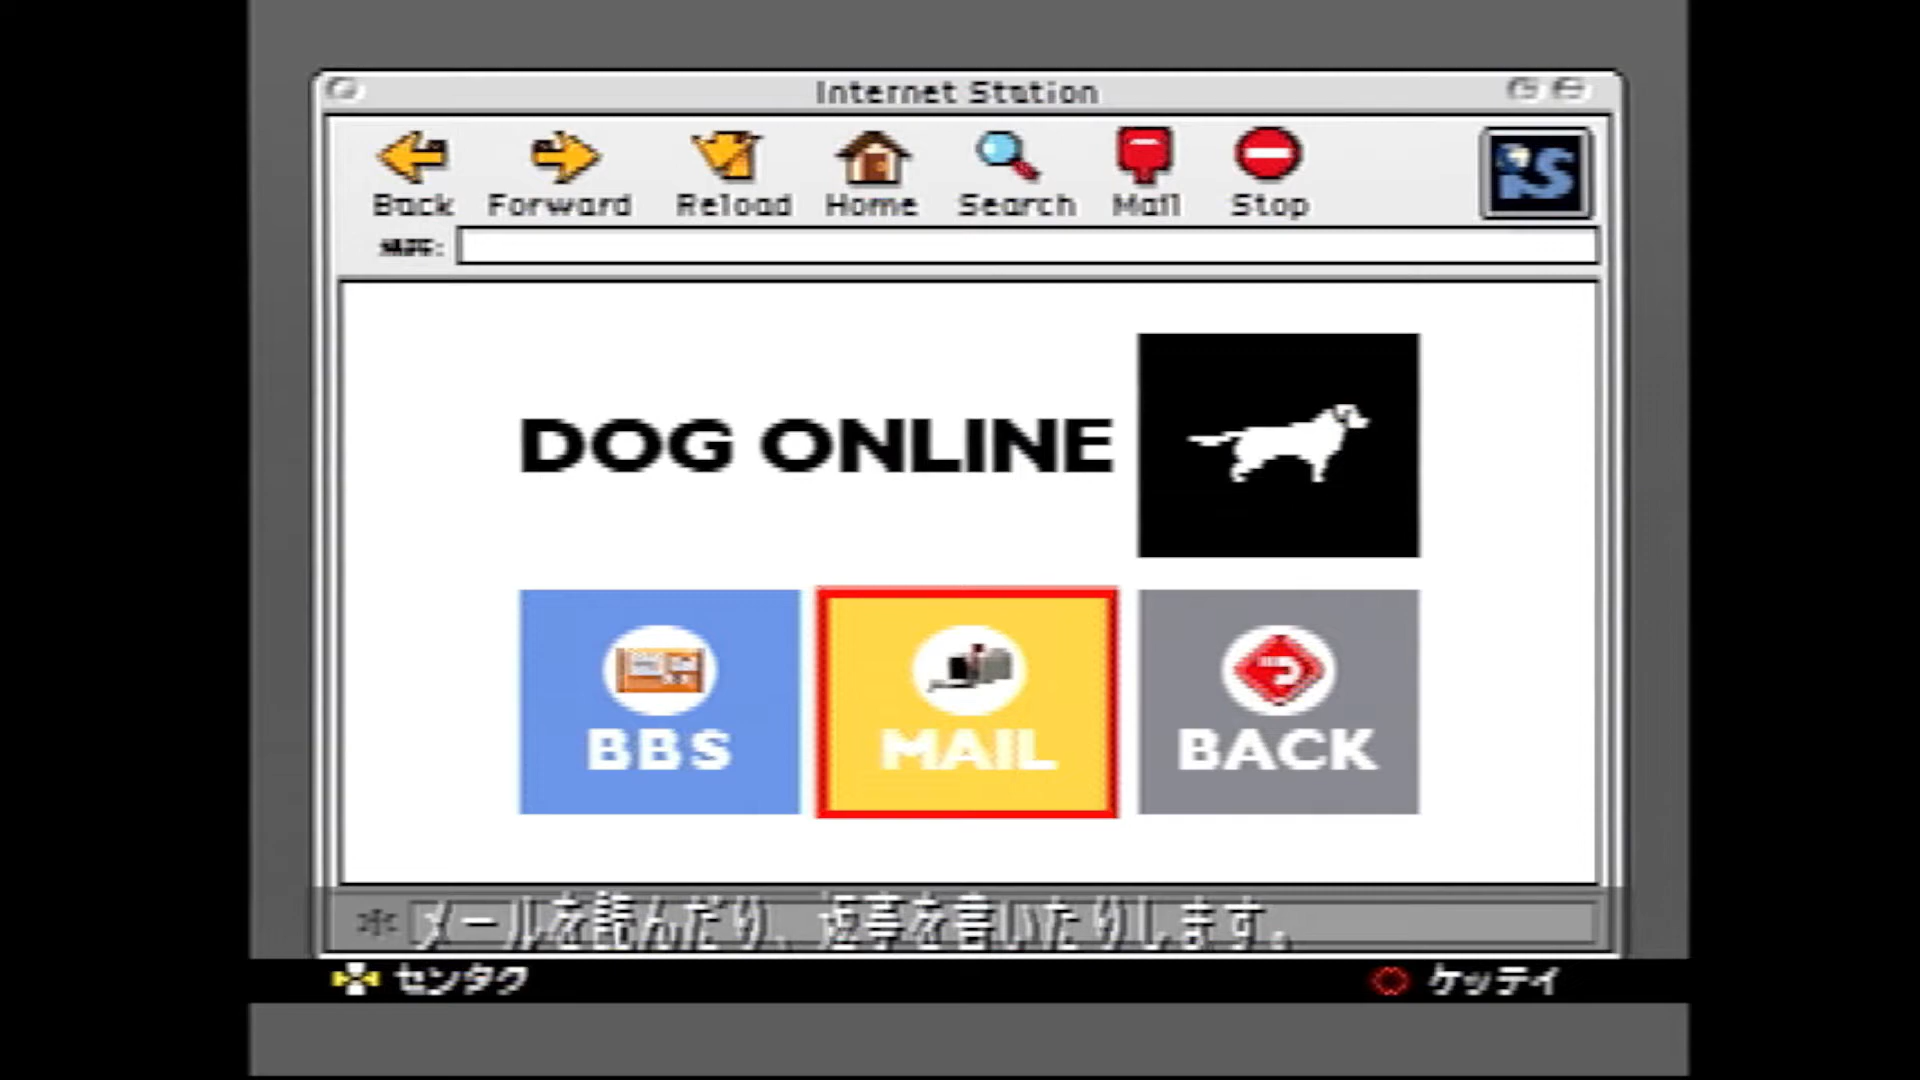 Internet Station
Back Forward Reload Home Search Mail Stop
iS
DOG ONLINE
BBS MAIL BACK
メールを読んだり、返事を書いたりします。
センタク ケッテイ